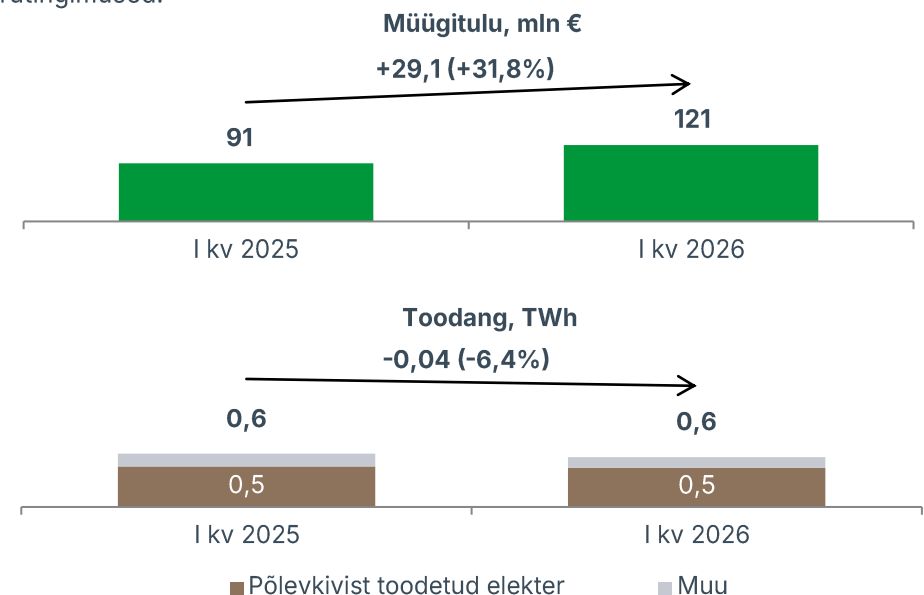 Müügitulu, mln €
+29,1 (+31,8%)
91
121
I kv 2025
I kv 2026
Toodang, TWh
-0,04 (-6,4%)
0,6
0,6
0,5
0,5
I kv 2025
I kv 2026
Põlevkivist toodetud elekter
Muu